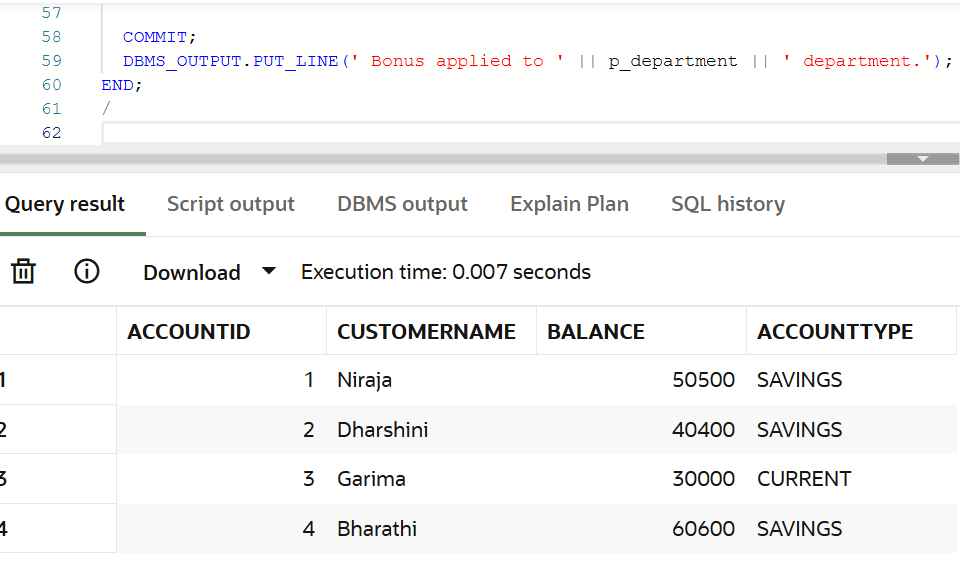 57
58 COMMIT;
59 DBMS_OUTPUT.PUT_LINE(' Bonus applied to ' || p_department || ' department.');
60 END;
61 /
62
Query result Script output DBMS output Explain Plan SQL history
Download Execution time: 0.007 seconds
ACCOUNTID CUSTOMERNAME BALANCE ACCOUNTTYPE
1 1 Niraja 50500 SAVINGS
2 2 Dharshini 40400 SAVINGS
3 3 Garima 30000 CURRENT
4 4 Bharathi 60600 SAVINGS